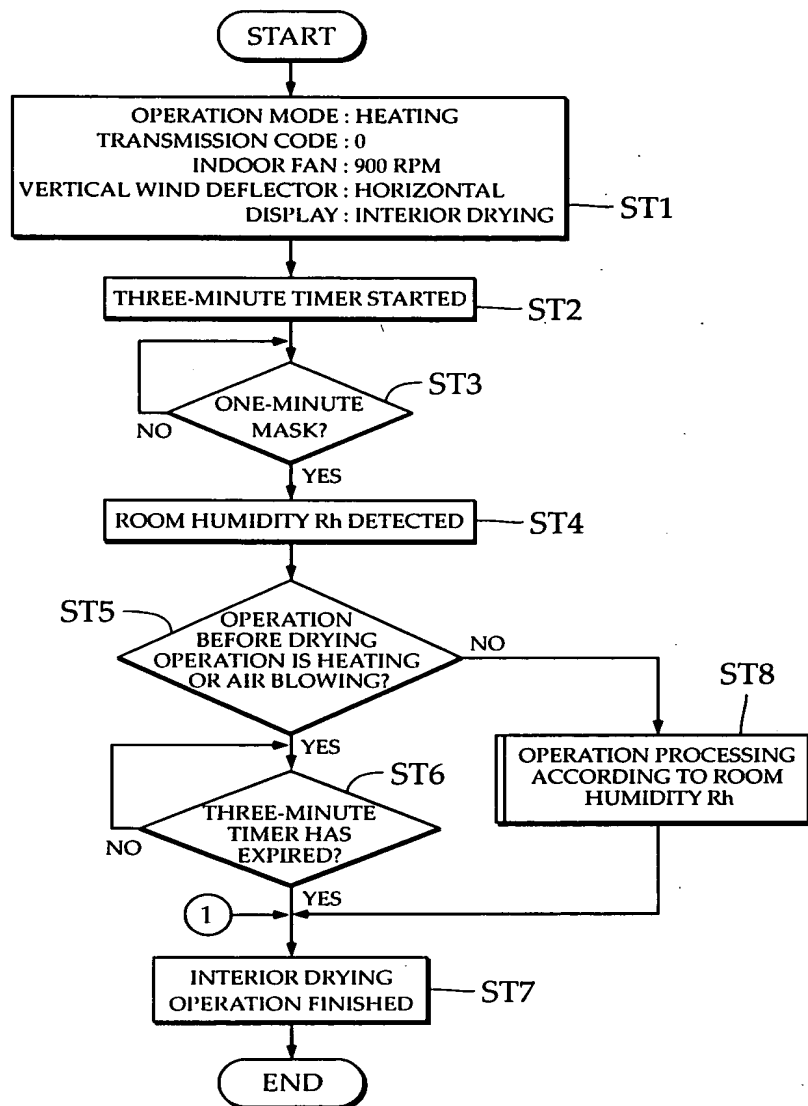 START
OPERATION MODE : HEATING
TRANSMISSION CODE : 0
INDOOR FAN : 900 RPM
VERTICAL WIND DEFLECTOR : HORIZONTAL
DISPLAY : INTERIOR DRYING
ST1
THREE-MINUTE TIMER STARTED
ST2
ST3
ONE-MINUTE
MASK?
NO
YES
ROOM HUMIDITY Rh DETECTED
ST4
ST5
OPERATION
BEFORE DRYING
OPERATION IS HEATING
OR AIR BLOWING?
NO
YES
ST8
OPERATION PROCESSING
ACCORDING TO ROOM
HUMIDITY Rh
ST6
THREE-MINUTE
TIMER HAS
EXPIRED?
NO
YES
1
INTERIOR DRYING
OPERATION FINISHED
ST7
END